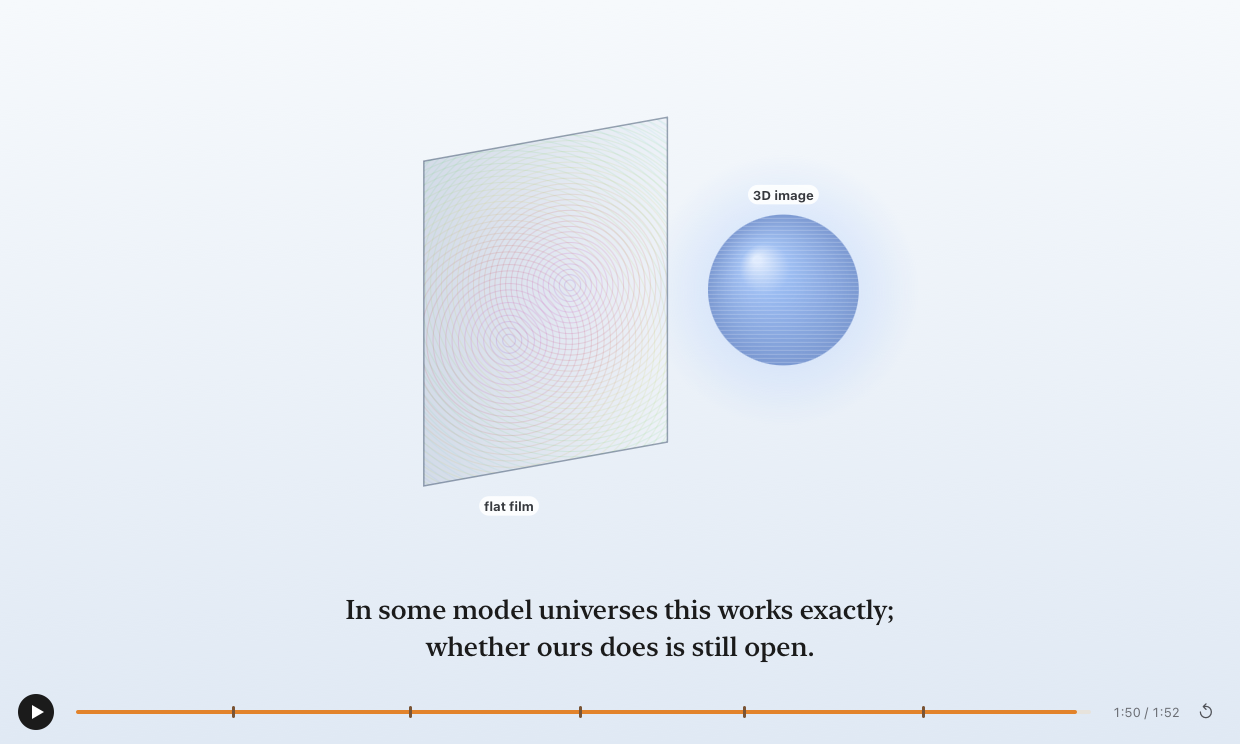 3D image
flat film
In some model universes this works exactly;
whether ours does is still open.
1:50 / 1:52